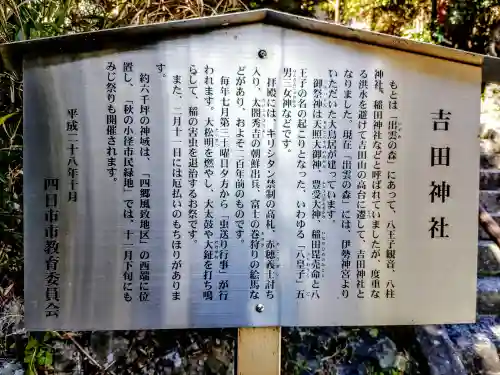 吉田神社
もとは「出雲の森」にあって、八王子観音、八柱
神社、稲田神社などと呼ばれていましたが、度重な
る洪水を避けて吉田山の高台に遷して、吉田神社と
なりました。現在「出雲の森」には、伊勢神宮より
いただいた大鳥居が建っています。
御祭神は天照大御神、豊受大神、稲田毘売命と八
王子の名の起こりとなった、いわゆる「八皇子」五
男三女神などです。
拝殿には、キリシタン禁制の高札、赤穂義士討ち
入り、太閤秀吉の朝鮮出兵、富士の巻狩りの絵馬な
どがあり、およそ二百年前のものです。
毎年七月第三土曜日夕方から「虫送り行事」が行
われます。大松明を燃やし、大太鼓や大鉦を打ち鳴
らして、稲の害虫を退治するお祭です。
また、二月十一日には厄払いのもちほりがありま
す。
約六千坪の神域は、「四郷風致地区」の西端に位
置し、「秋の小径市民緑地」では、十一月下旬にも
みじ祭りも開催されます。
平成二十八年十月
四日市市教育委員会